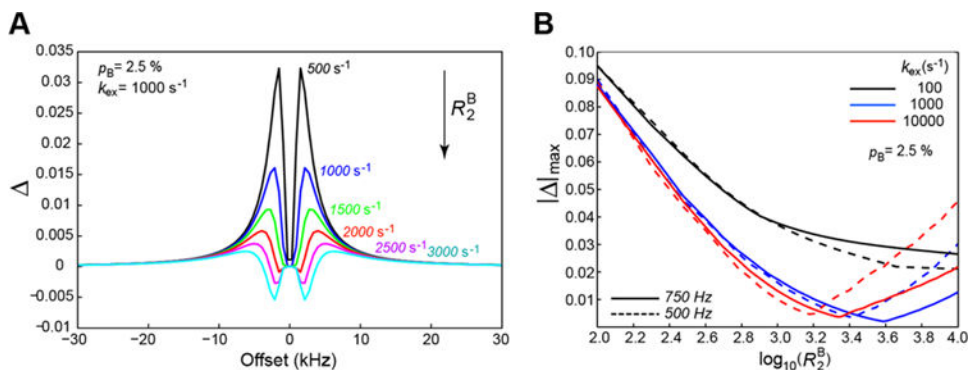 A
0.035
0.03
0.025
0.02
0.015
0.01
0.005
0
−0.005
−0.01
Δ
p_B = 2.5 %
k_ex = 1000 s⁻¹
500 s⁻¹
R₂ᴮ
1000 s⁻¹
1500 s⁻¹
2000 s⁻¹
2500 s⁻¹
3000 s⁻¹
−30 −20 −10 0 10 20 30
Offset (kHz)
B
0.10
0.09
0.08
0.07
0.06
0.05
0.04
0.03
0.02
0.01
|Δ|max
k_ex (s⁻¹)
100
1000
10000
p_B = 2.5 %
750 Hz
500 Hz
2.0 2.2 2.4 2.6 2.8 3.0 3.2 3.4 3.6 3.8 4.0
log₁₀(R₂ᴮ)